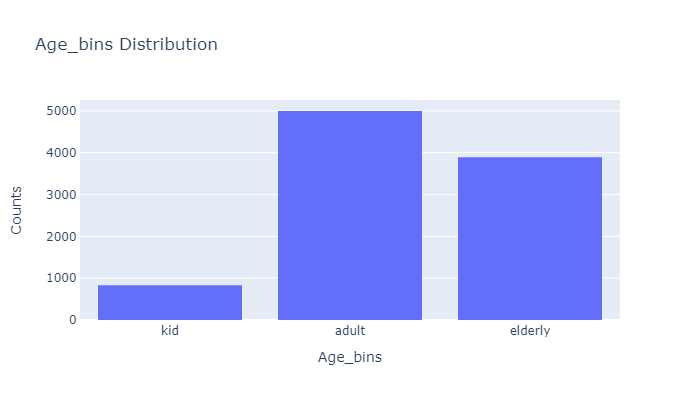 Age_bins Distribution
Counts
5000
4000
3000
2000
1000
0
kid adult elderly
Age_bins